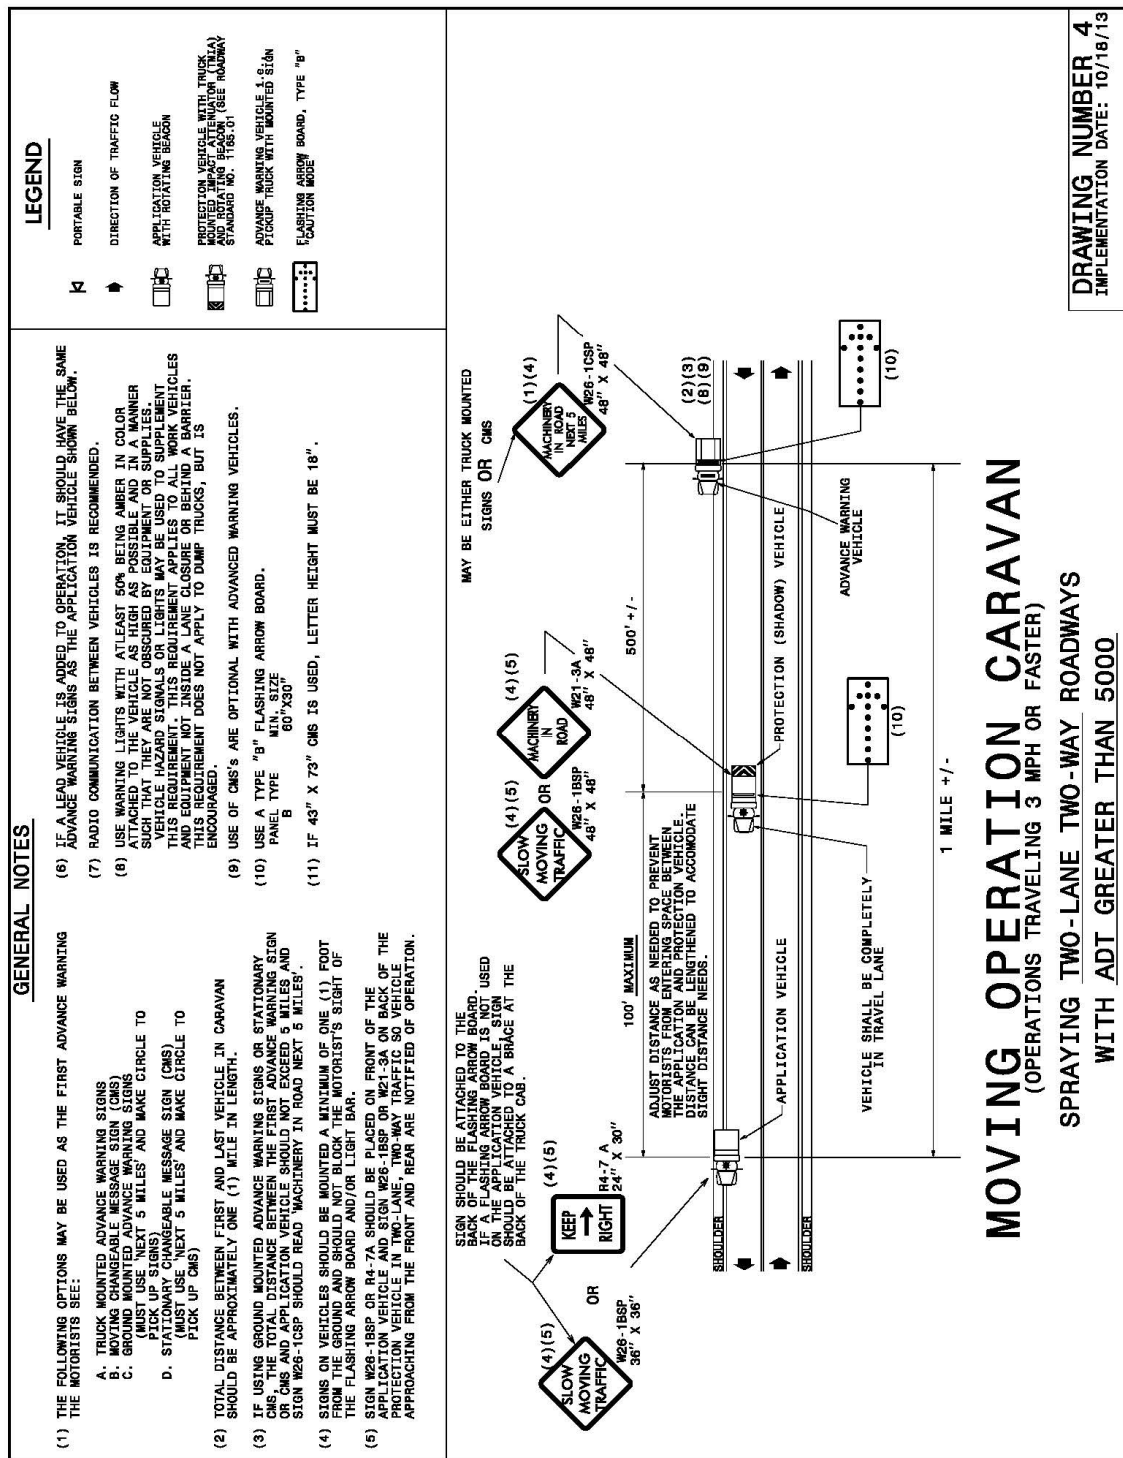 GENERAL NOTES
(1) THE FOLLOWING OPTIONS MAY BE USED AS THE FIRST ADVANCE WARNING
THE MOTORISTS SEE:
A. TRUCK MOUNTED ADVANCE WARNING SIGNS
B. MOVING CHANGEABLE MESSAGE SIGN (CMS)
C. GROUND MOUNTED ADVANCE WARNING SIGNS
(MUST USE 'NEXT 5 MILES' AND MAKE CIRCLE TO
PICK UP SIGNS)
D. STATIONARY CHANGEABLE MESSAGE SIGN (CMS)
(MUST USE 'NEXT 5 MILES' AND MAKE CIRCLE TO
PICK UP CMS)
(2) TOTAL DISTANCE BETWEEN FIRST AND LAST VEHICLE IN CARAVAN
SHOULD BE APPROXIMATELY ONE (1) MILE IN LENGTH.
(3) IF USING GROUND MOUNTED ADVANCE WARNING SIGNS OR STATIONARY
CMS, THE TOTAL DISTANCE BETWEEN THE FIRST ADVANCE WARNING SIGN
OR CMS AND APPLICATION VEHICLE SHOULD NOT EXCEED 5 MILES AND
SIGN W26-1CSP SHOULD READ 'MACHINERY IN ROAD NEXT 5 MILES'.
(4) SIGNS ON VEHICLES SHOULD BE MOUNTED A MINIMUM OF ONE (1) FOOT
FROM THE GROUND AND SHOULD NOT BLOCK THE MOTORIST'S SIGHT OF
THE FLASHING ARROW BOARD AND/OR LIGHT BAR.
(5) SIGN W26-1BSP OR R4-7A SHOULD BE PLACED ON FRONT OF THE
APPLICATION VEHICLE AND SIGN W26-1BSP OR W21-3A ON BACK OF THE
PROTECTION VEHICLE IN TWO-LANE, TWO-WAY TRAFFIC SO VEHICLE
APPROACHING FROM THE FRONT AND REAR ARE NOTIFIED OF OPERATION.
(6) IF A LEAD VEHICLE IS ADDED TO OPERATION, IT SHOULD HAVE THE SAME
ADVANCE WARNING SIGNS AS THE APPLICATION VEHICLE SHOWN BELOW.
(7) RADIO COMMUNICATION BETWEEN VEHICLES IS RECOMMENDED.
(8) USE WARNING LIGHTS WITH ATLEAST 50% BEING AMBER IN COLOR
ATTACHED TO THE VEHICLE AS HIGH AS POSSIBLE AND IN A MANNER
SUCH THAT THEY ARE NOT OBSCURED BY EQUIPMENT OR SUPPLIES.
VEHICLE HAZARD SIGNALS OR LIGHTS MAY BE USED TO SUPPLEMENT
THIS REQUIREMENT. THIS REQUIREMENT APPLIES TO ALL WORK VEHICLES
AND EQUIPMENT NOT INSIDE A LANE CLOSURE OR BEHIND A BARRIER.
THIS REQUIREMENT DOES NOT APPLY TO DUMP TRUCKS, BUT IS
ENCOURAGED.
(9) USE OF CMS's ARE OPTIONAL WITH ADVANCED WARNING VEHICLES.
(10) USE A TYPE "B" FLASHING ARROW BOARD.
PANEL TYPE MIN. SIZE
B 60"X30"
(11) IF 43" X 73" CMS IS USED, LETTER HEIGHT MUST BE 18".
LEGEND
PORTABLE SIGN
DIRECTION OF TRAFFIC FLOW
APPLICATION VEHICLE
WITH ROTATING BEACON
PROTECTION VEHICLE WITH TRUCK
MOUNTED IMPACT ATTENUATOR (TMIA)
AND ROTATING BEACON (SEE ROADWAY
STANDARD NO. 1165.01
ADVANCE WARNING VEHICLE i.e.
PICKUP TRUCK WITH MOUNTED SIGN
FLASHING ARROW BOARD, TYPE "B"
"CAUTION MODE"
SIGN SHOULD BE ATTACHED TO THE
BACK OF THE FLASHING ARROW BOARD.
IF A FLASHING ARROW BOARD IS NOT USED
ON THE APPLICATION VEHICLE, SIGN
SHOULD BE ATTACHED TO A BRACE AT THE
BACK OF THE TRUCK CAB.
(4)(5)
SLOW
MOVING
TRAFFIC
W26-1BSP
36" X 36"
OR
(4)(5)
KEEP
RIGHT
R4-7 A
24" X 30"
(4)(5)
SLOW
MOVING
TRAFFIC
W26-1BSP
48" X 48"
OR
(4)(5)
MACHINERY
IN
ROAD
W21-3A
48" X 48"
MAY BE EITHER TRUCK MOUNTED
SIGNS OR CMS
(1)(4)
MACHINERY
IN ROAD
NEXT 5
MILES
W26-1CSP
48" X 48"
100' MAXIMUM
ADJUST DISTANCE AS NEEDED TO PREVENT
MOTORISTS FROM ENTERING SPACE BETWEEN
THE APPLICATION AND PROTECTION VEHICLE.
DISTANCE CAN BE LENGTHENED TO ACCOMODATE
SIGHT DISTANCE NEEDS.
500' +/-
(2)(3)
(8)(9)
SHOULDER
SHOULDER
APPLICATION VEHICLE
PROTECTION (SHADOW) VEHICLE
ADVANCE WARNING
VEHICLE
VEHICLE SHALL BE COMPLETELY
IN TRAVEL LANE
(10)
(10)
1 MILE +/-
MOVING OPERATION CARAVAN
(OPERATIONS TRAVELING 3 MPH OR FASTER)
SPRAYING TWO-LANE TWO-WAY ROADWAYS
WITH ADT GREATER THAN 5000
DRAWING NUMBER 4
IMPLEMENTATION DATE: 10/18/13